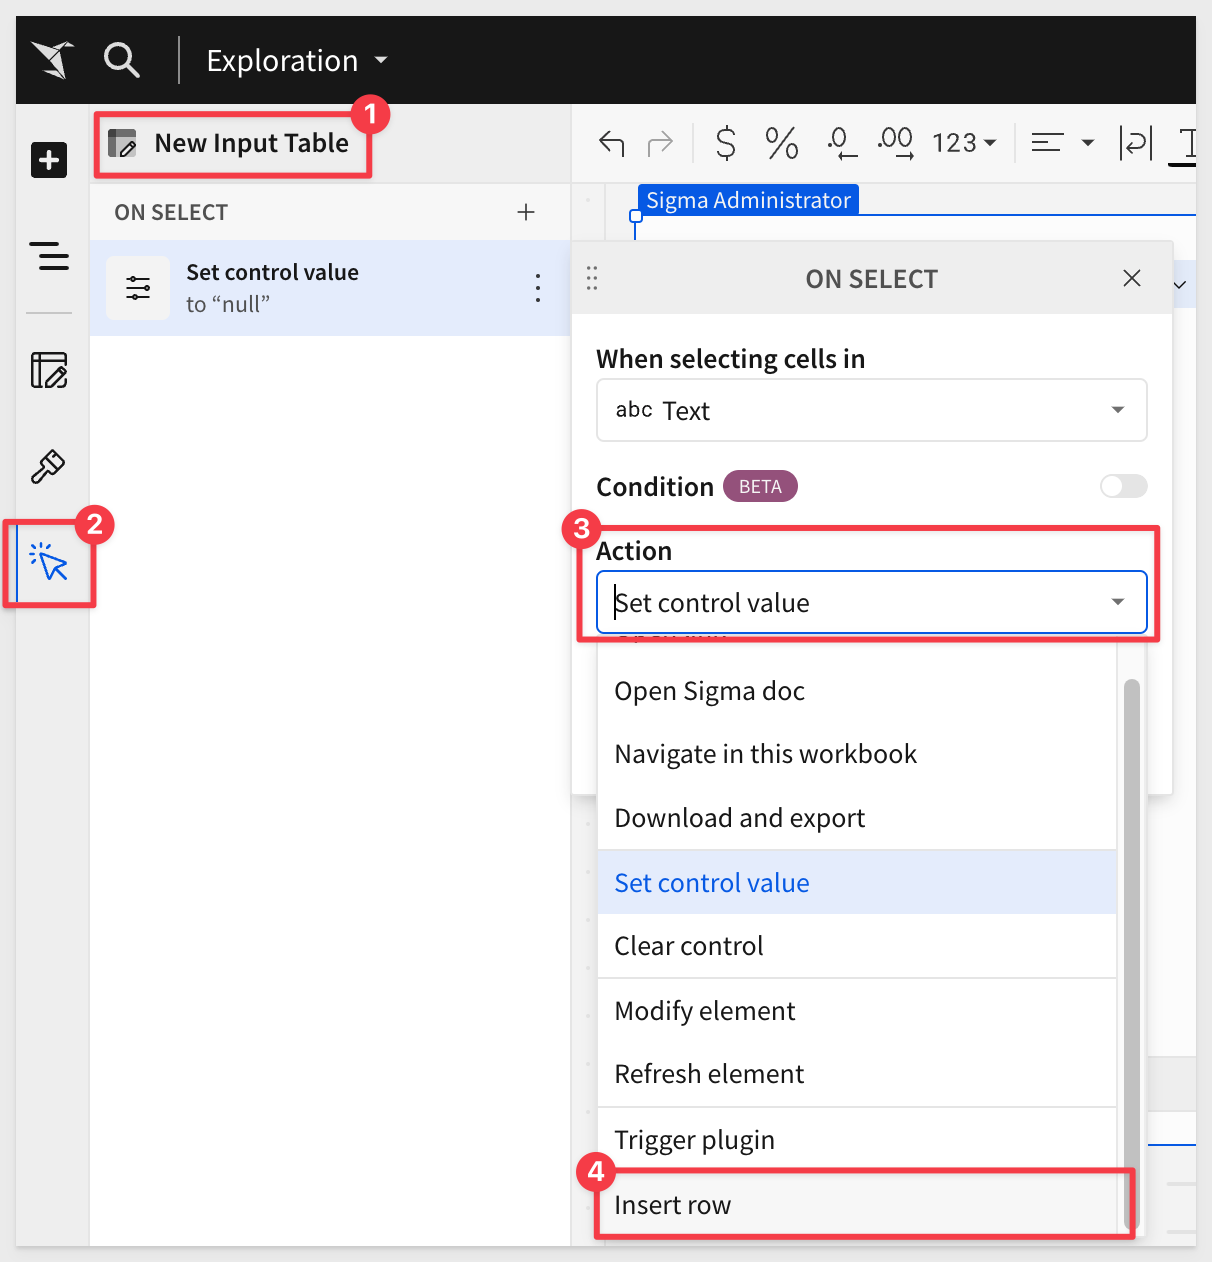 Exploration
1
New Input Table
$ % .0 .00 123
ON SELECT
Sigma Administrator
Set control value
to “null”
ON SELECT
When selecting cells in
abc Text
Condition BETA
2
3
Action
Set control value
Open Sigma doc
Navigate in this workbook
Download and export
Set control value
Clear control
Modify element
Refresh element
Trigger plugin
4
Insert row